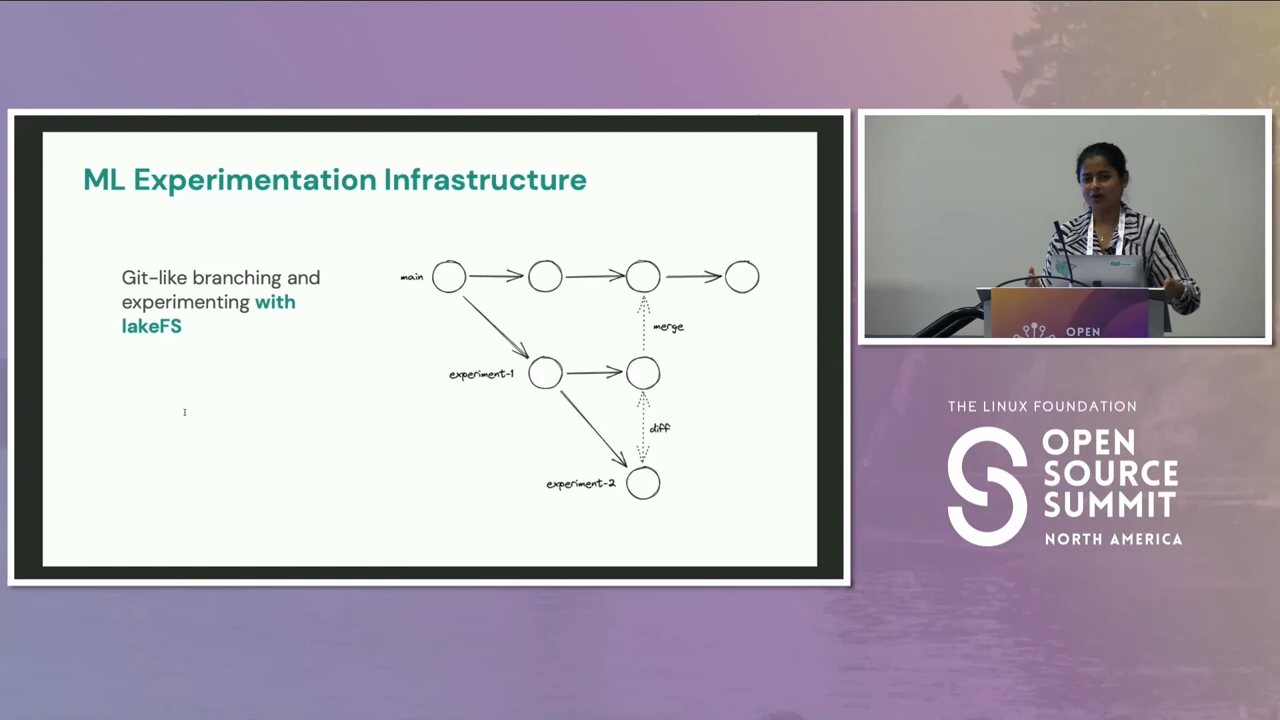 ML Experimentation Infrastructure
Git-like branching and
experimenting with
lakeFS
main
merge
experiment-1
diff
experiment-2
OPEN
THE LINUX FOUNDATION
OPEN
SOURCE
SUMMIT
NORTH AMERICA